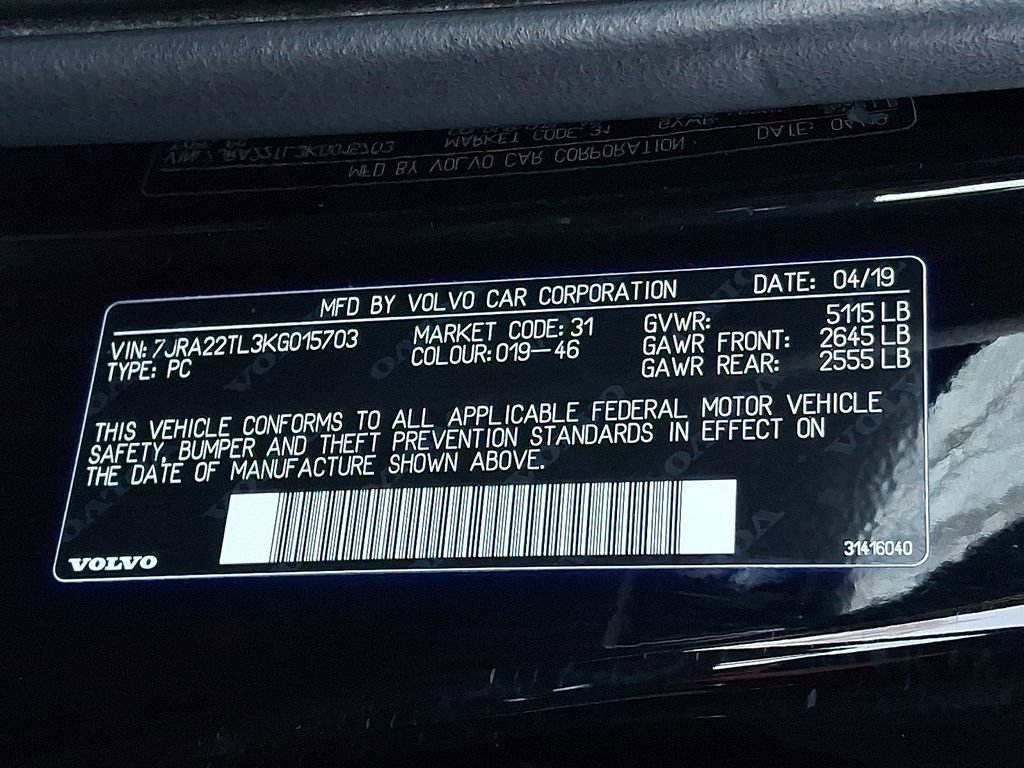 MFD BY VOLVO CAR CORPORATION DATE: 04/19
VIN: 7JRA22TL3KG015703 MARKET CODE: 31 GVWR: 5115 LB
TYPE: PC COLOUR: 019-46 GAWR FRONT: 2645 LB
GAWR REAR: 2555 LB
THIS VEHICLE CONFORMS TO ALL APPLICABLE FEDERAL MOTOR VEHICLE
SAFETY, BUMPER AND THEFT PREVENTION STANDARDS IN EFFECT ON
THE DATE OF MANUFACTURE SHOWN ABOVE.
VOLVO 31416040